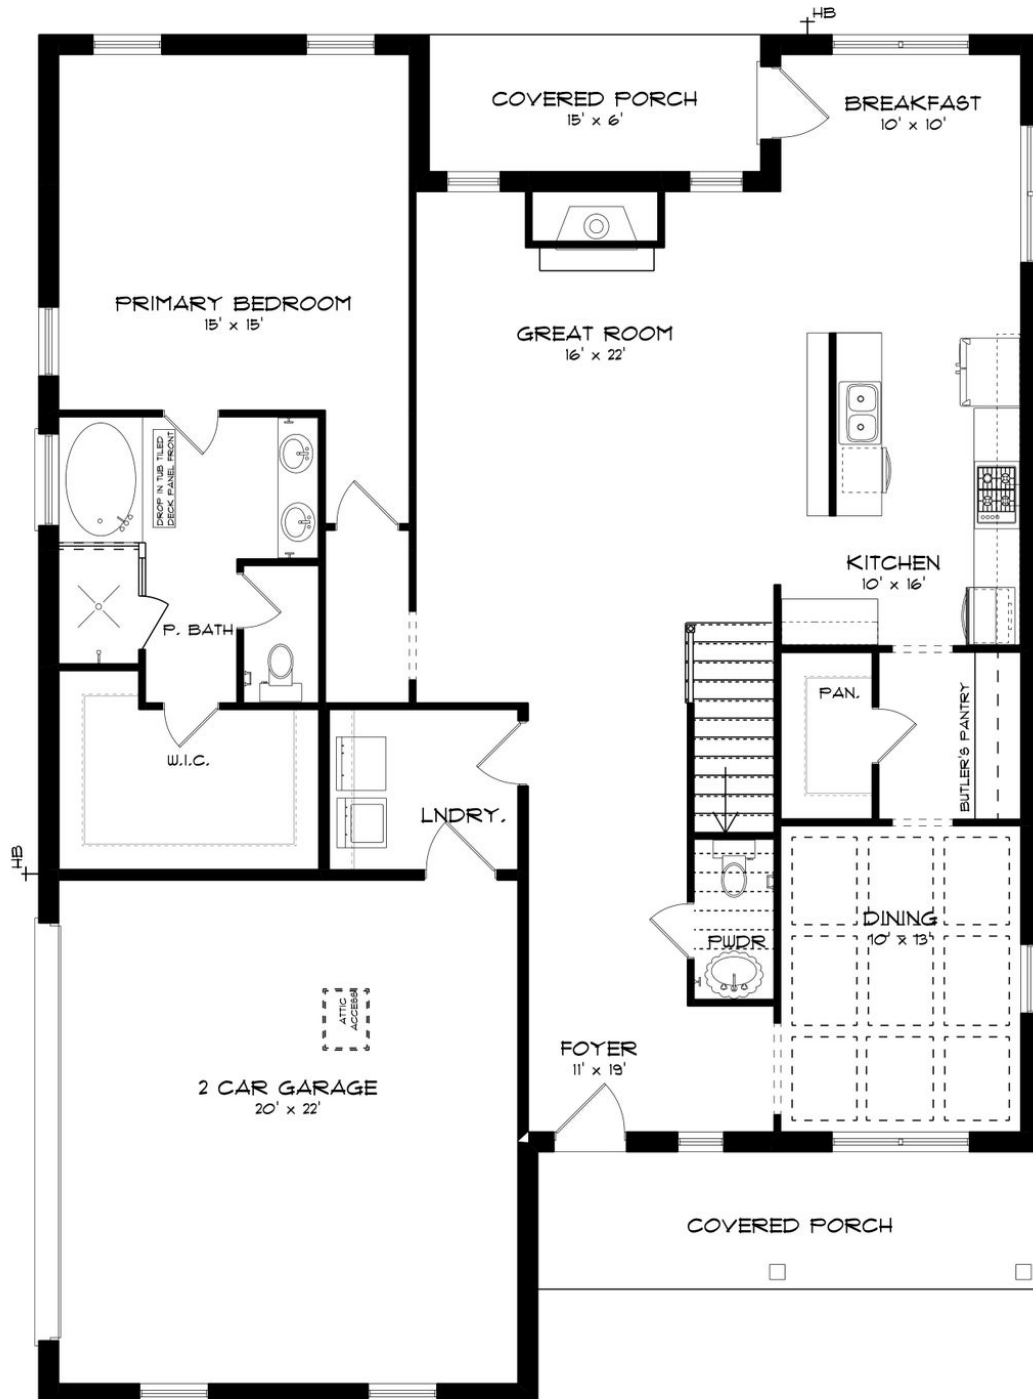 HB
COVERED PORCH
15' x 6'
BREAKFAST
10' x 10'
PRIMARY BEDROOM
15' x 15'
GREAT ROOM
16' x 22'
DROP IN TUB TILED
DECK PANEL FRONT
KITCHEN
10' x 16'
P. BATH
PAN.
BUTLER'S PANTRY
W.I.C.
LNDRY.
HB
DINING
10' x 13'
PWDR
ATTIC
ACCESS
FOYER
11' x 19'
2 CAR GARAGE
20' x 22'
COVERED PORCH